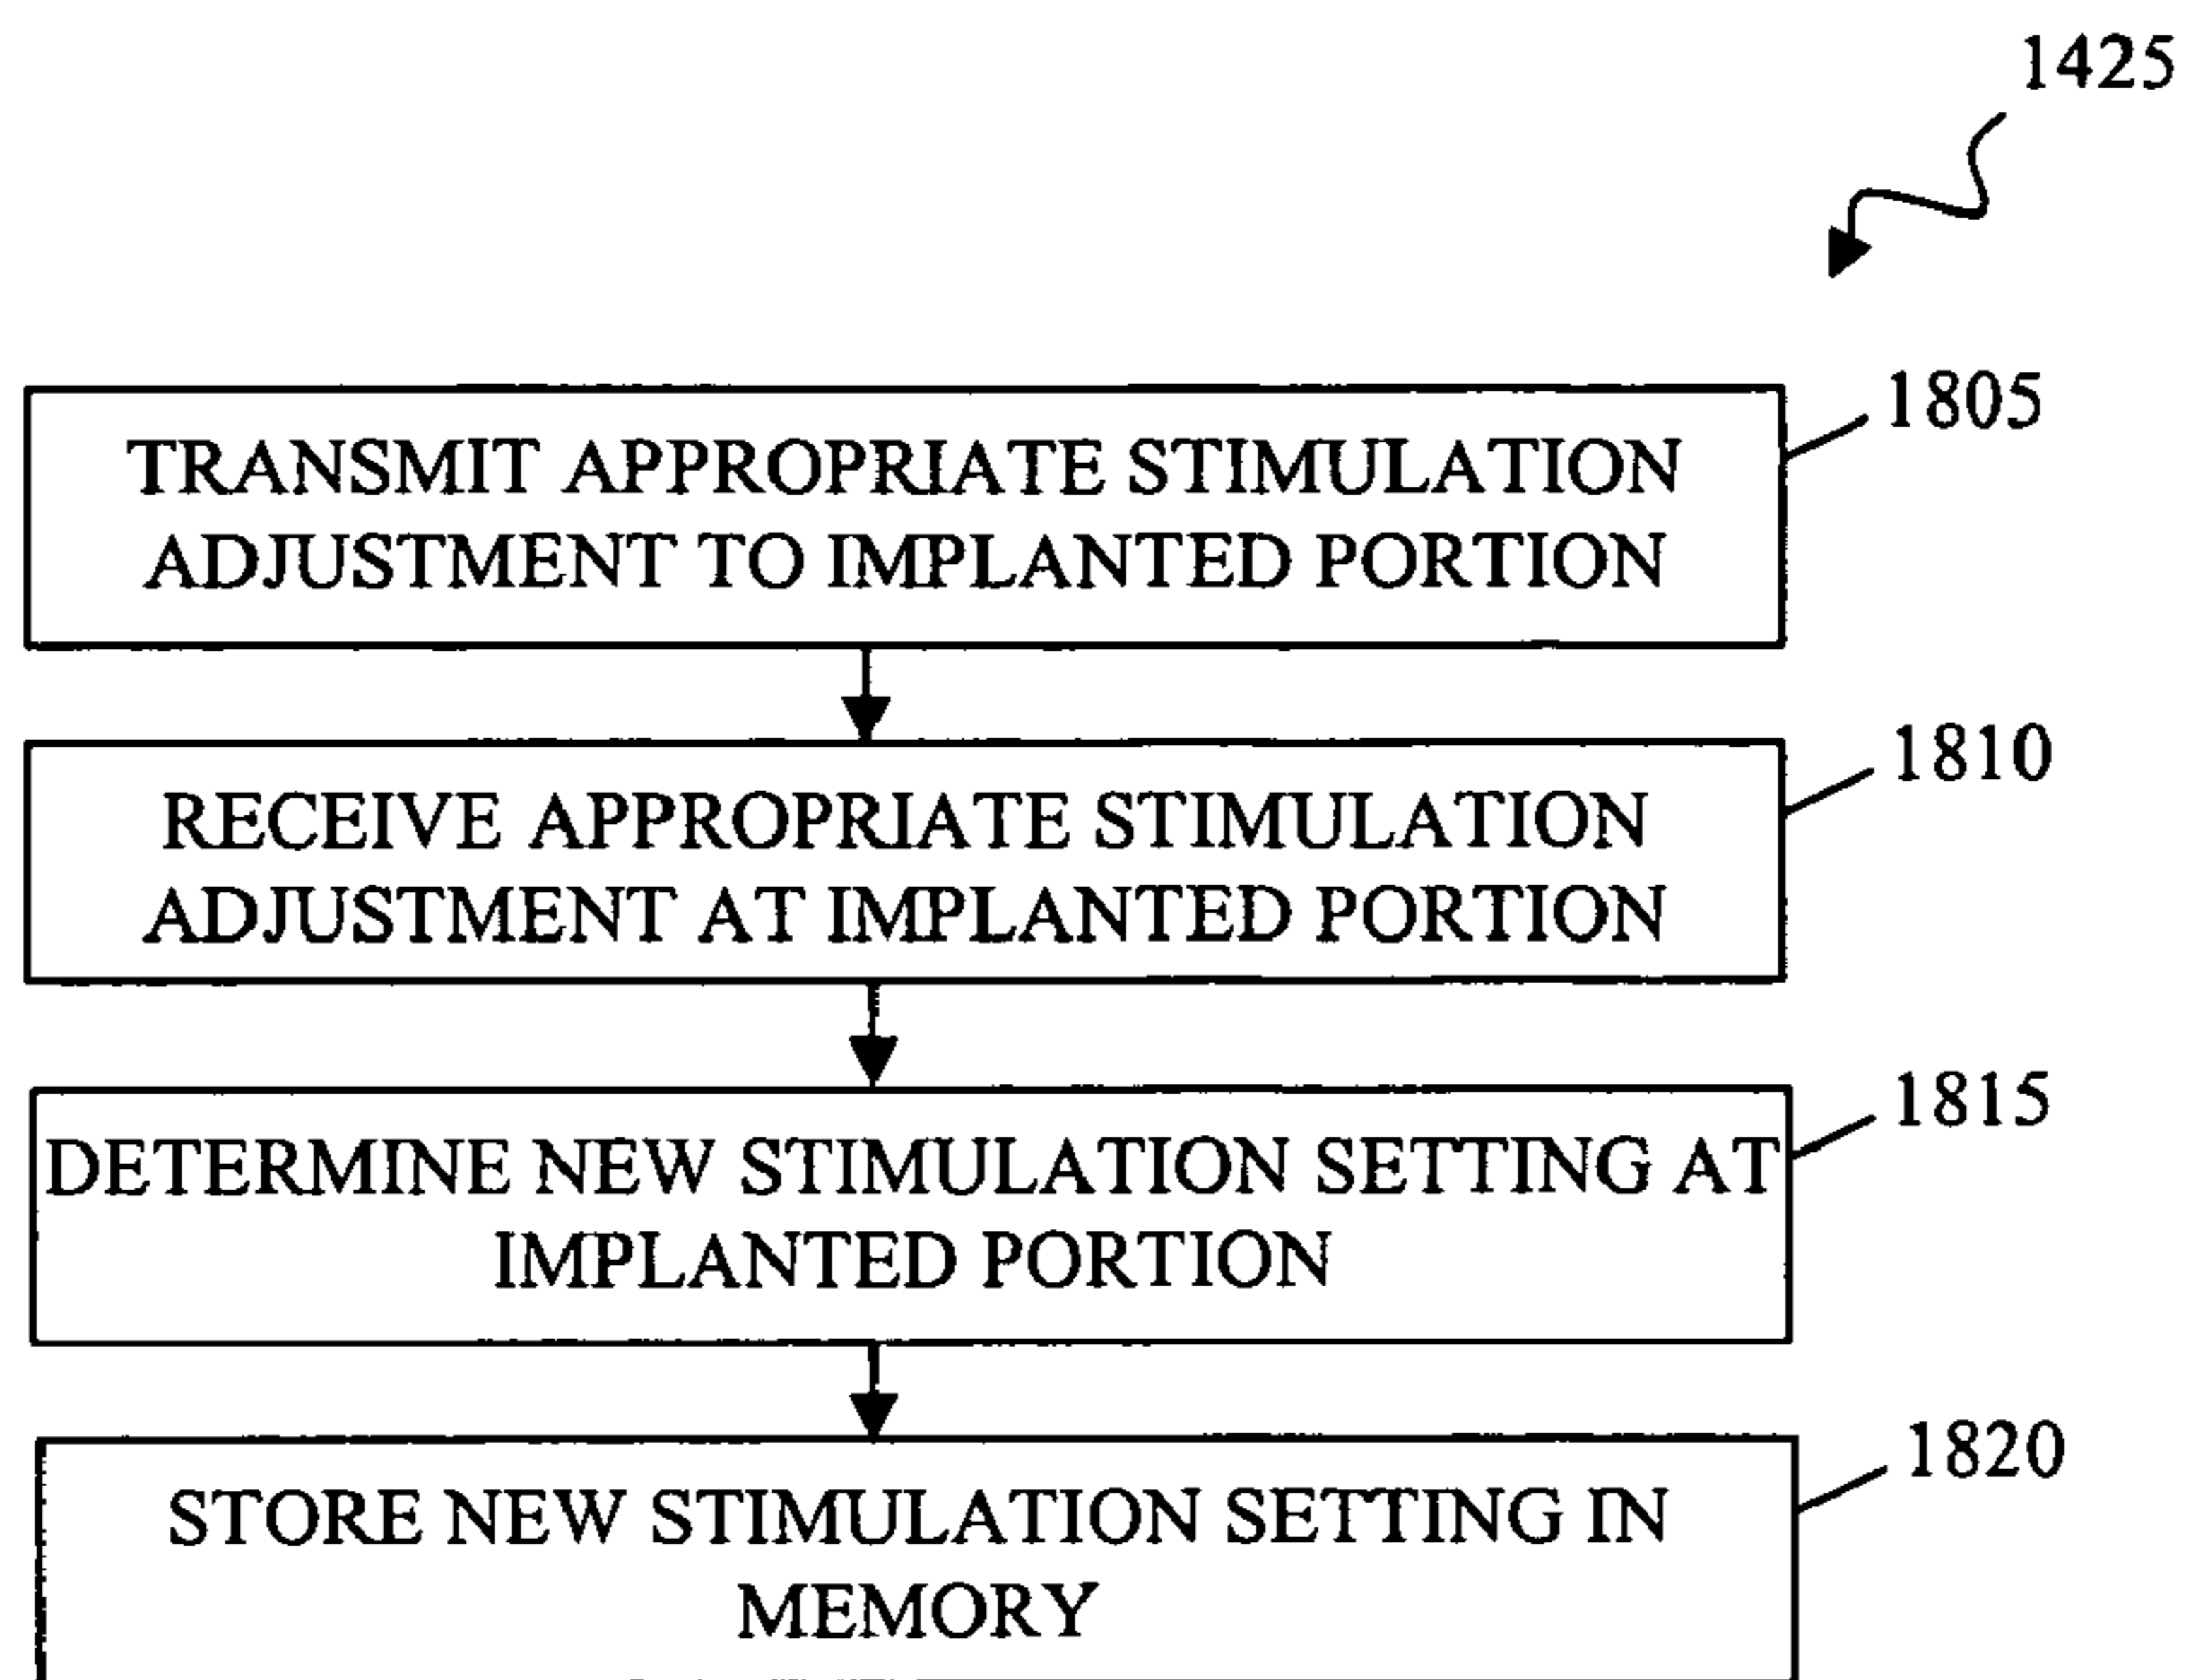 1425
1805
TRANSMIT APPROPRIATE STIMULATION
ADJUSTMENT TO IMPLANTED PORTION
1810
RECEIVE APPROPRIATE STIMULATION
ADJUSTMENT AT IMPLANTED PORTION
1815
DETERMINE NEW STIMULATION SETTING AT
IMPLANTED PORTION
1820
STORE NEW STIMULATION SETTING IN
MEMORY